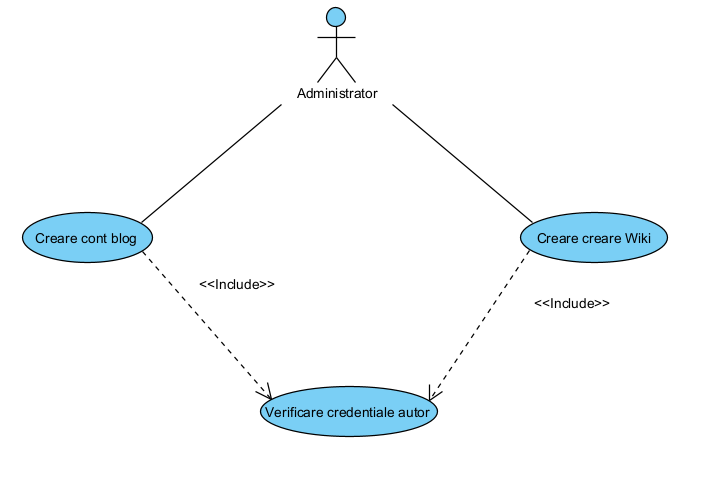 Administrator
Creare cont blog
Creare creare Wiki
<<Include>>
<<Include>>
Verificare credentiale autor